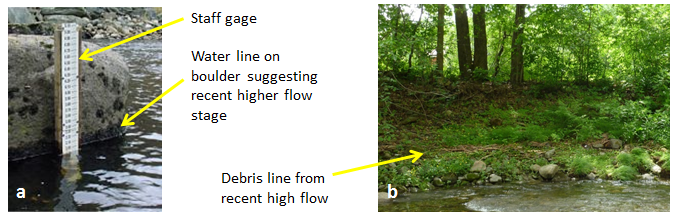 Staff gage
Water line on
boulder suggesting
recent higher flow
stage
Debris line from
recent high flow
a
b